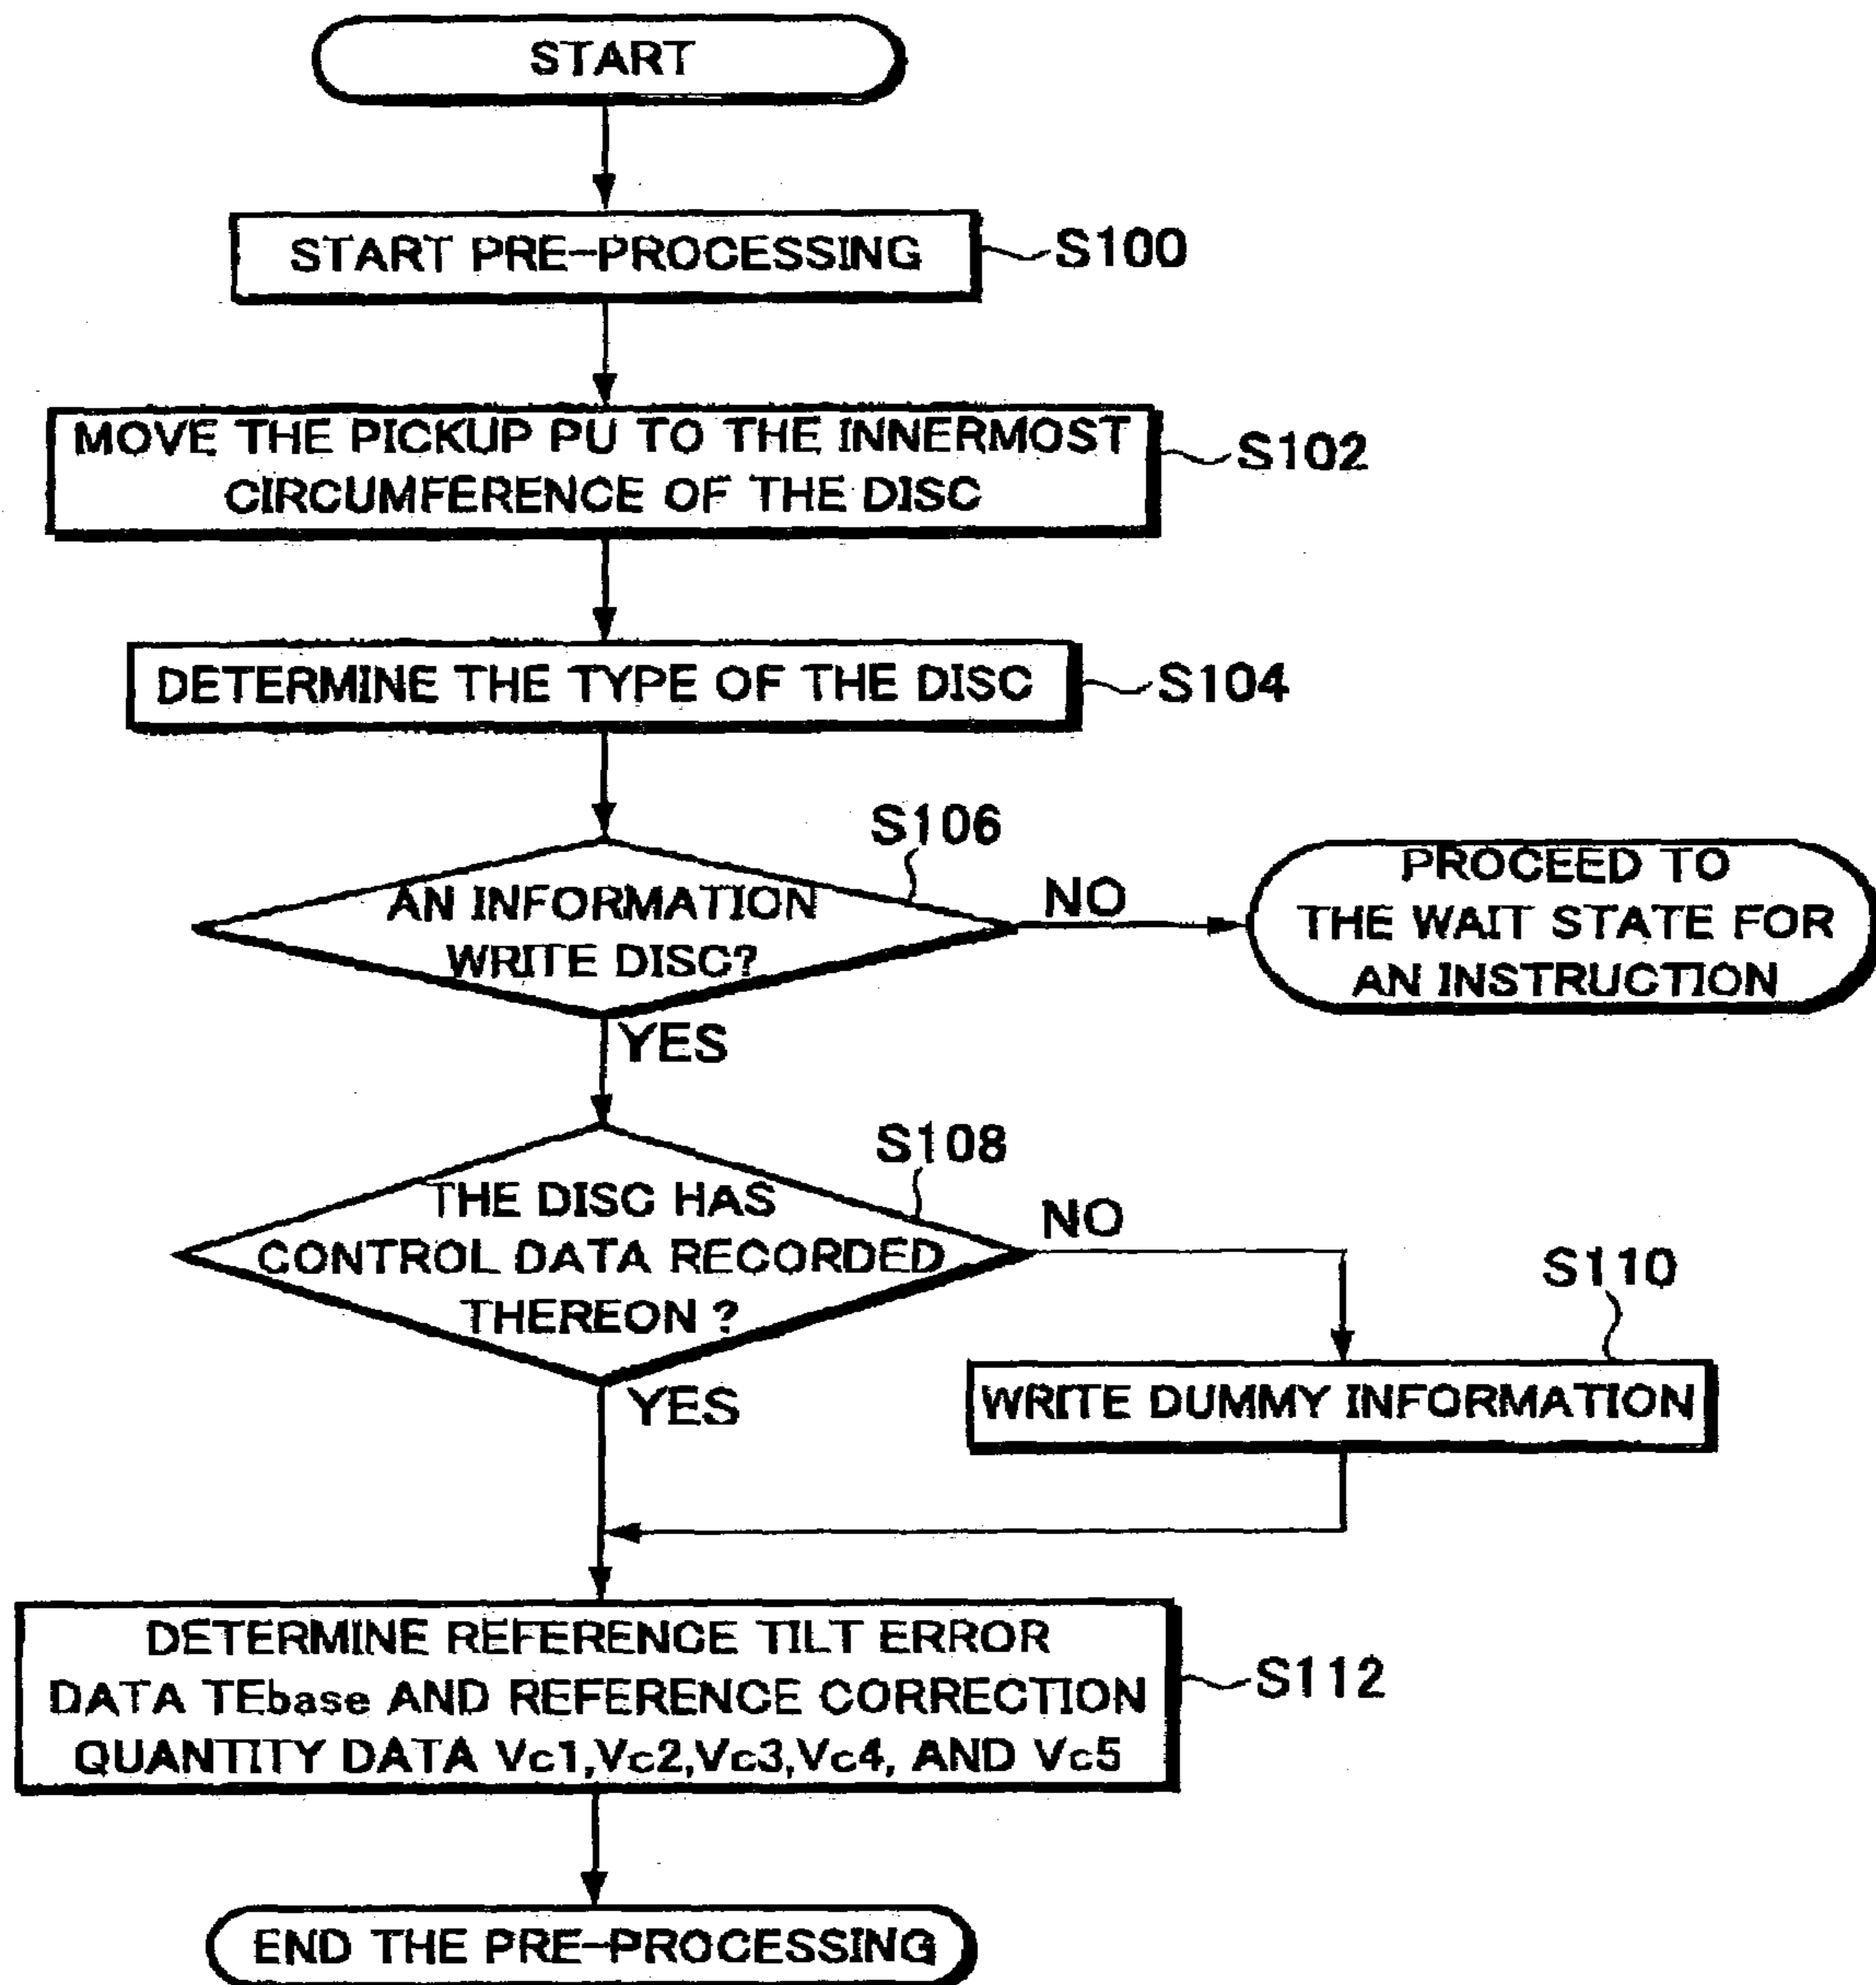 START
START PRE-PROCESSING
S100
MOVE THE PICKUP PU TO THE INNERMOST
CIRCUMFERENCE OF THE DISC
S102
DETERMINE THE TYPE OF THE DISC
S104
S106
AN INFORMATION
WRITE DISC?
NO
PROCEED TO
THE WAIT STATE FOR
AN INSTRUCTION
YES
S108
THE DISC HAS
CONTROL DATA RECORDED
THEREON ?
NO
S110
WRITE DUMMY INFORMATION
YES
DETERMINE REFERENCE TILT ERROR
DATA TEbase AND REFERENCE CORRECTION
QUANTITY DATA Vc1,Vc2,Vc3,Vc4, AND Vc5
S112
END THE PRE-PROCESSING